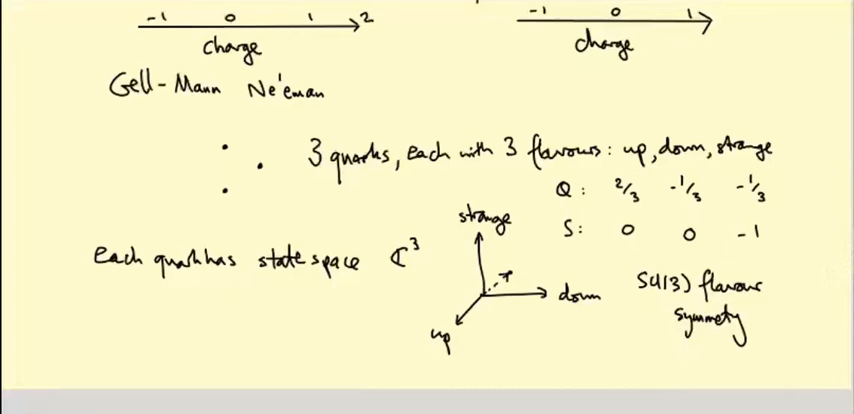 -1 0 1 2
charge
-1 0 1
charge
Gell-Mann Ne'eman
3 quarks, each with 3 flavours: up, down, strange
Q: 2/3 -1/3 -1/3
S: 0 0 -1
Each quark has state space ℂ³
strange
down
up
SU(3) flavour
symmety